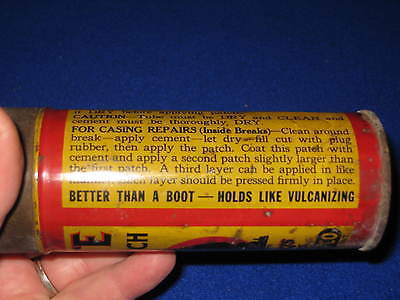 CAUTION—Tube must be DRY and CLEAN and
cement must be thoroughly DRY.
FOR CASING REPAIRS (Inside Breaks)—Clean around
break—apply cement—let dry—fill cut with plug
rubber, then apply the patch. Coat this patch with
cement and apply a second patch slightly larger than
the first patch. A third layer can be applied in like
manner. Each layer should be pressed firmly in place.
BETTER THAN A BOOT — HOLDS LIKE VULCANIZING